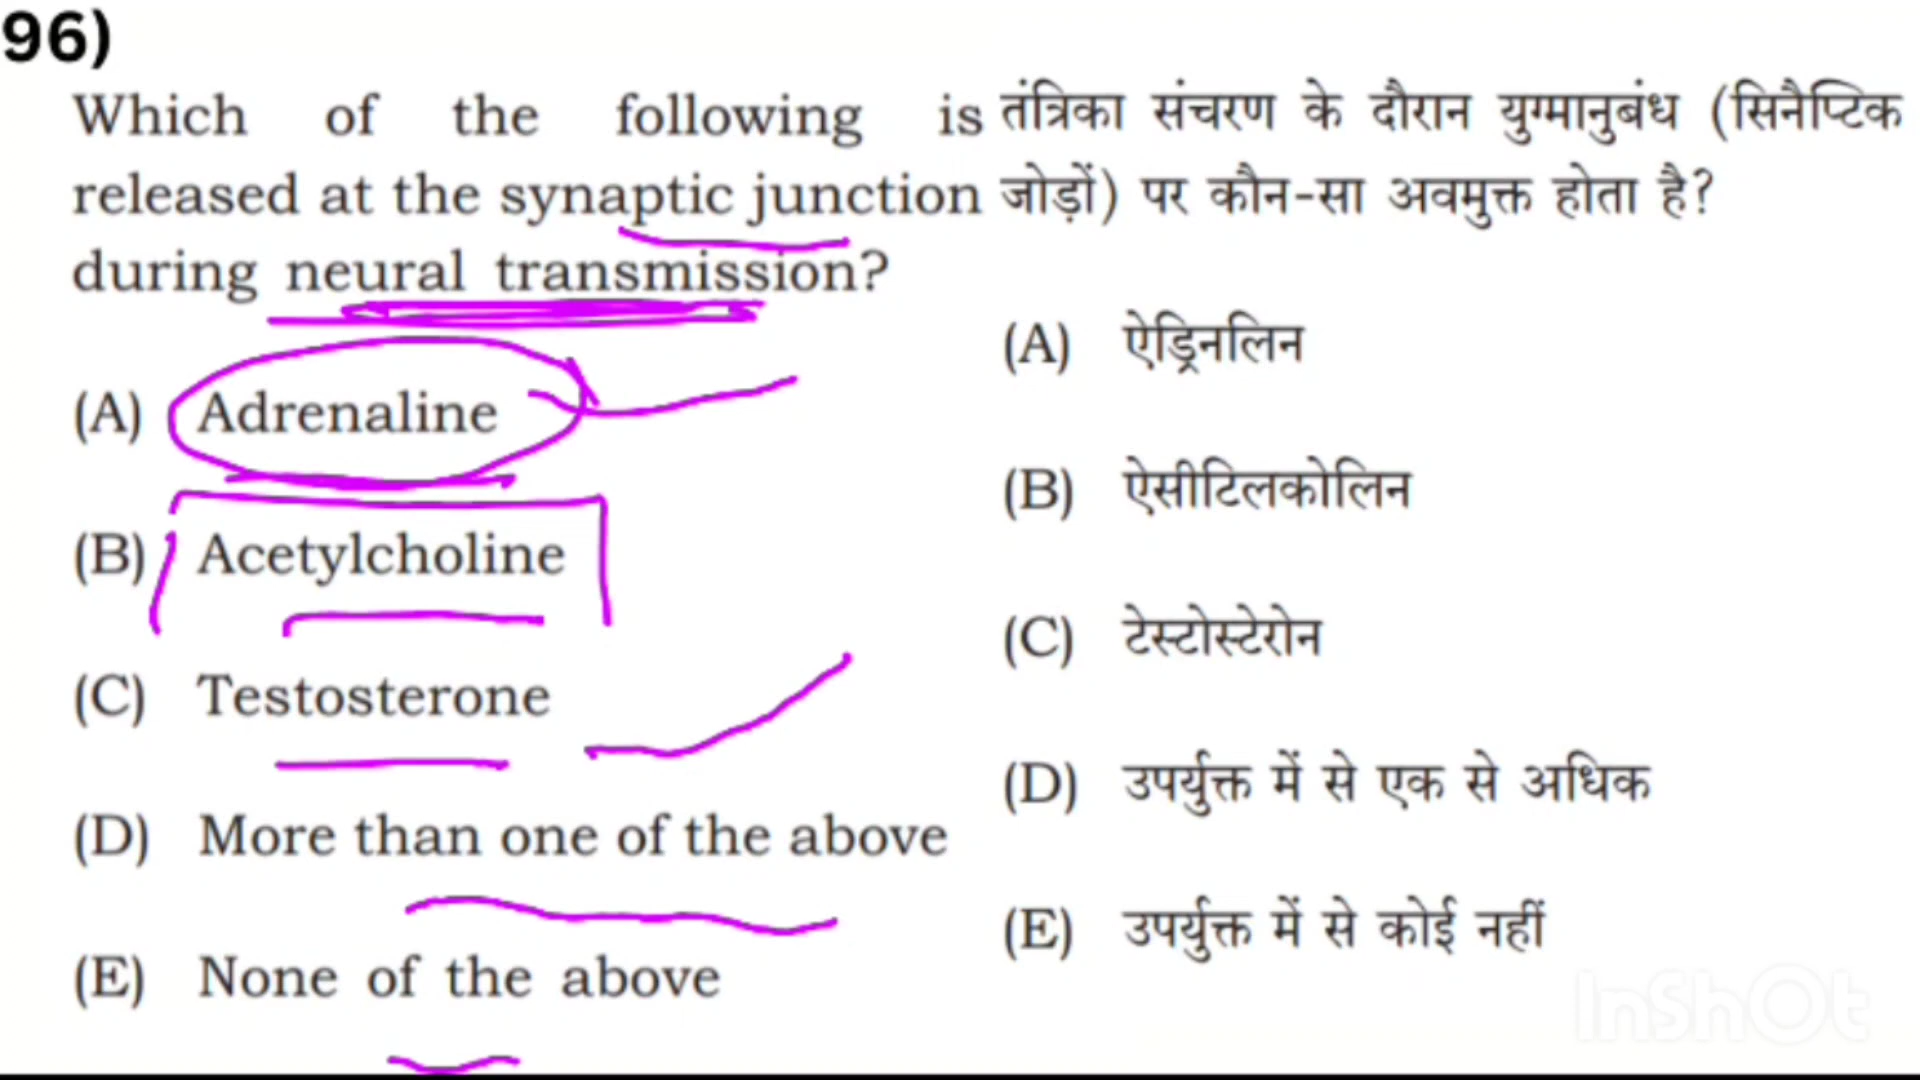 96)
Which of the following is
released at the synaptic junction
during neural transmission?
(A) Adrenaline
(B) Acetylcholine
(C) Testosterone
(D) More than one of the above
(E) None of the above
तंत्रिका संचरण के दौरान युग्मानुबंध (सिनैप्टिक
जोड़ों) पर कौन-सा अवमुक्त होता है?
(A) ऐड्रिनलिन
(B) ऐसीटिलकोलिन
(C) टेस्टोस्टेरोन
(D) उपर्युक्त में से एक से अधिक
(E) उपर्युक्त में से कोई नहीं
InShOt